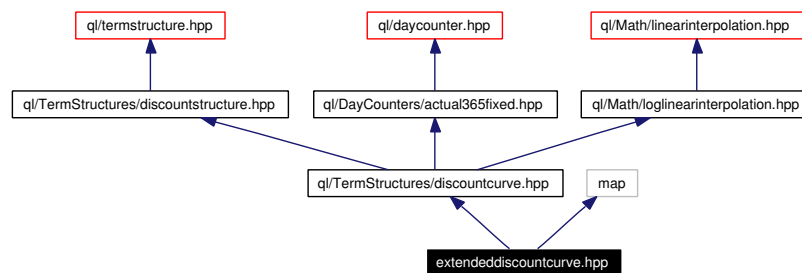 ql/termstructure.hpp
ql/daycounter.hpp
ql/Math/linearinterpolation.hpp
ql/TermStructures/discountstructure.hpp
ql/DayCounters/actual365fixed.hpp
ql/Math/loglinearinterpolation.hpp
ql/TermStructures/discountcurve.hpp
map
extendeddiscountcurve.hpp